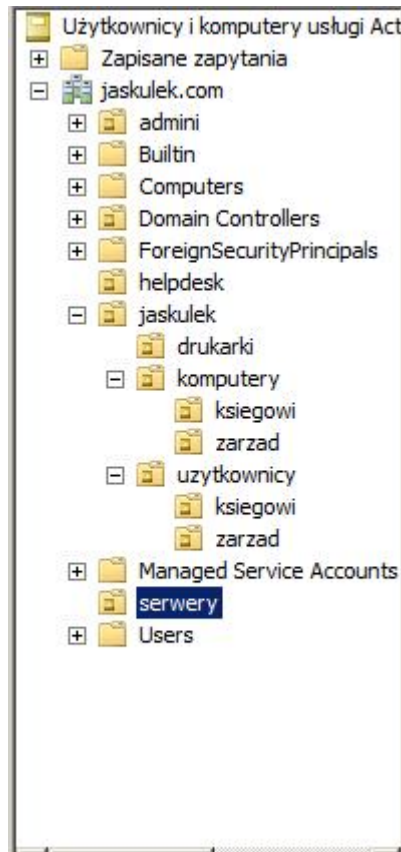 Użytkownicy i komputery usługi Act
Zapisane zapytania
jaskulek.com
admini
Builtin
Computers
Domain Controllers
ForeignSecurityPrincipals
helpdesk
jaskulek
drukarki
komputery
ksiegowi
zarzad
uzytkownicy
ksiegowi
zarzad
Managed Service Accounts
serwery
Users